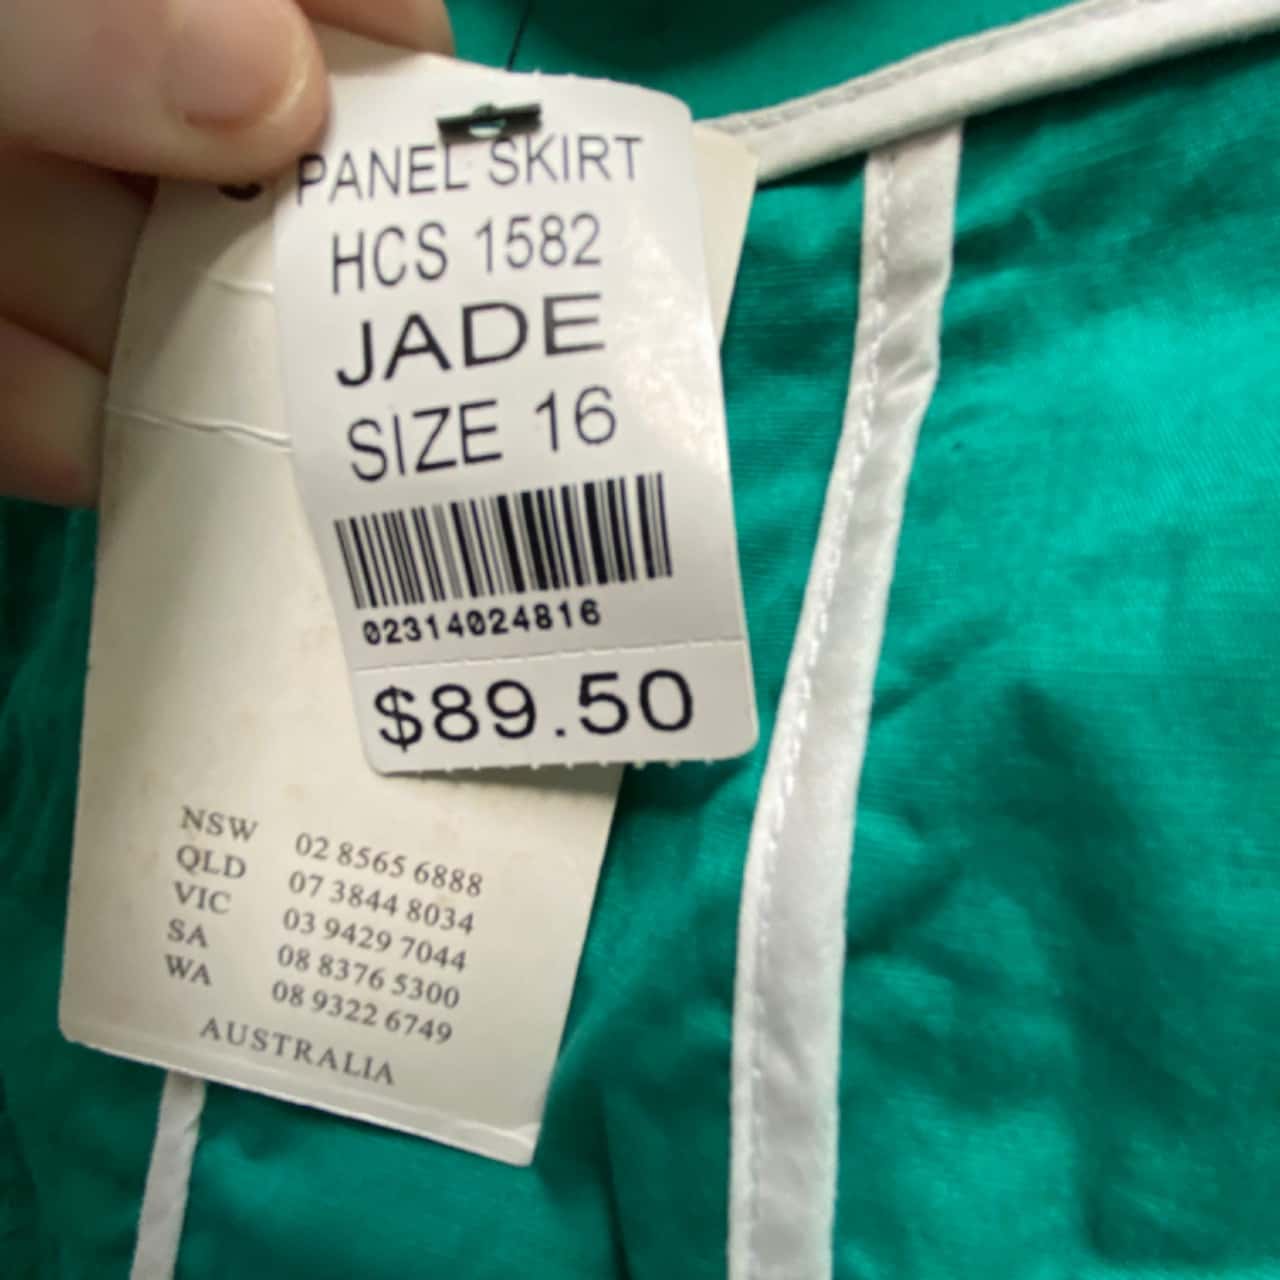 PANEL SKIRT
HCS 1582
JADE
SIZE 16
02314024816
$89.50
NSW 02 8565 6888
QLD 07 3844 8034
VIC 03 9429 7044
SA 08 8376 5300
WA 08 9322 6749
AUSTRALIA